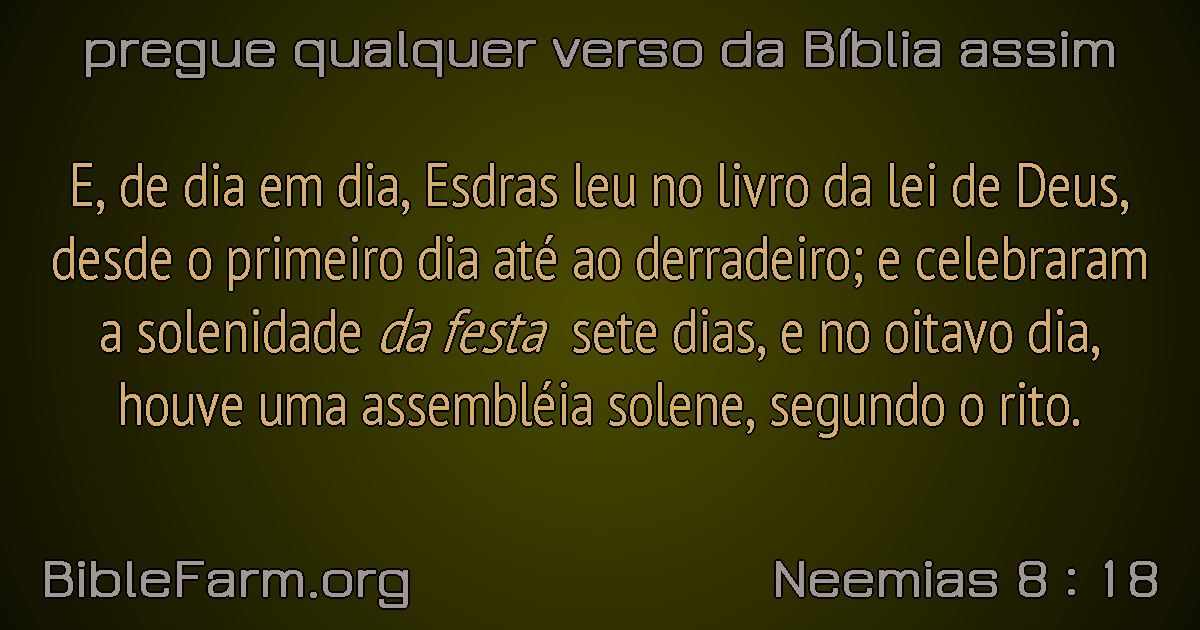 pregue qualquer verso da Bíblia assim
E, de dia em dia, Esdras leu no livro da lei de Deus,
desde o primeiro dia até ao derradeiro; e celebraram
a solenidade da festa sete dias, e no oitavo dia,
houve uma assembléia solene, segundo o rito.
BibleFarm.org
Neemias 8 : 18